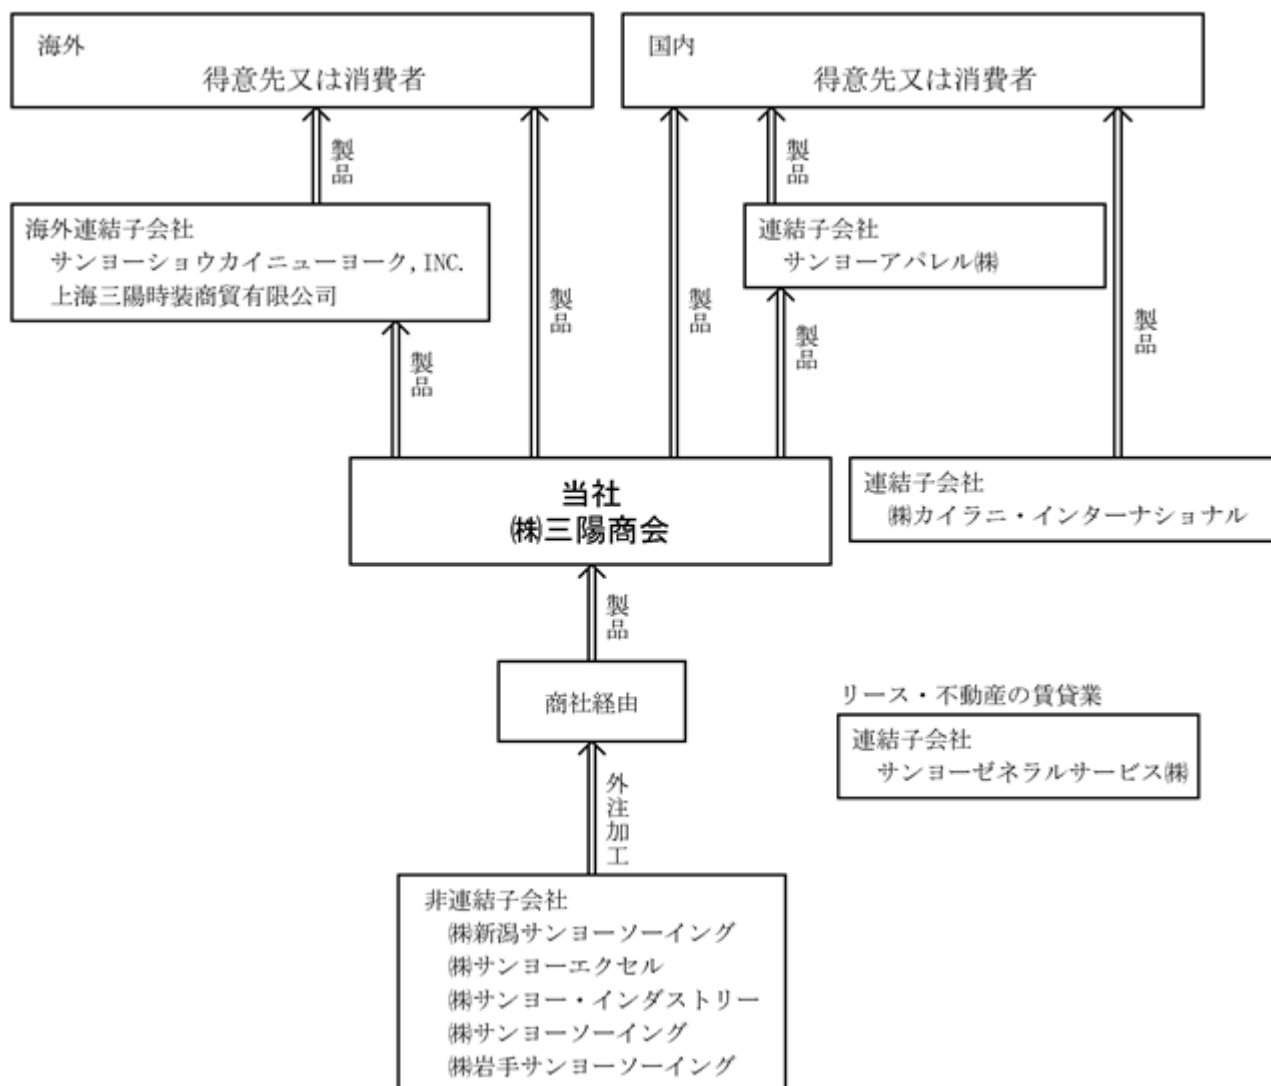 海外
得意先又は消費者
国内
得意先又は消費者
製品
製品
海外連結子会社
サンヨーショウカイニューヨーク,INC.
上海三陽時装商貿有限公司
連結子会社
サンヨーアパレル㈱
製品
製品
製品
製品
製品
当社
㈱三陽商会
連結子会社
㈱カイラニ・インターナショナル
製品
商社経由
リース・不動産の賃貸業
連結子会社
サンヨーゼネラルサービス㈱
外注加工
非連結子会社
㈱新潟サンヨーソーイング
㈱サンヨーエクセル
㈱サンヨー・インダストリー
㈱サンヨーソーイング
㈱岩手サンヨーソーイング